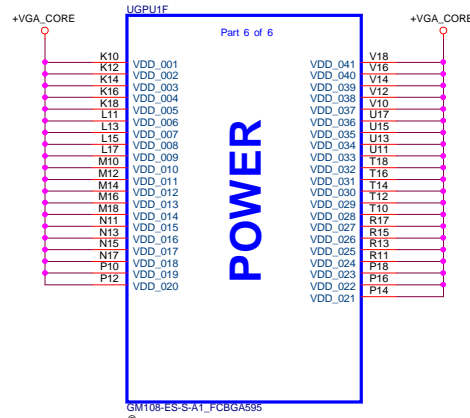 UGPU1F
+VGA_CORE
+VGA_CORE
Part 6 of 6
K10 VDD_001
K12 VDD_002
K14 VDD_003
K16 VDD_004
K18 VDD_005
L11 VDD_006
L13 VDD_007
L15 VDD_008
L17 VDD_009
M10 VDD_010
M12 VDD_011
M14 VDD_012
M16 VDD_013
M18 VDD_014
N11 VDD_015
N13 VDD_016
N15 VDD_017
N17 VDD_018
P10 VDD_019
P12 VDD_020
POWER
VDD_041 V18
VDD_040 V16
VDD_039 V14
VDD_038 V12
VDD_037 V10
VDD_036 U17
VDD_035 U15
VDD_034 U13
VDD_033 U11
VDD_032 T18
VDD_031 T16
VDD_030 T14
VDD_029 T12
VDD_028 T10
VDD_027 R17
VDD_026 R15
VDD_025 R13
VDD_024 R11
VDD_023 P18
VDD_022 P16
VDD_021 P14
GM108-ES-S-A1_FCBGA595